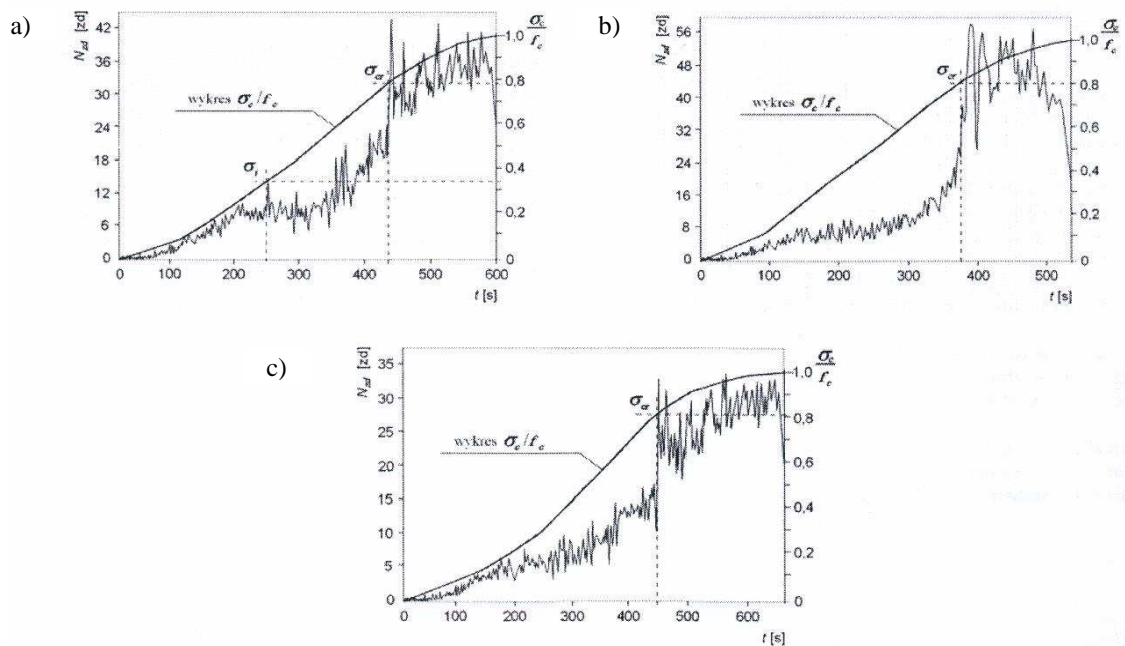 a)
N_zd [zd]
42
36
30
24
18
12
6
0
σ_c/f_c
1.0
0.8
0,6
0.4
0.2
0
σ_cr
wykres σ_c/f_c
σ_i
0 100 200 300 400 500 600
t [s]
b)
N_zd [zd]
56
48
40
32
24
16
8
0
σ_c/f_c
1.0
0.8
0.6
0.4
0.2
0
σ_cr
wykres σ_c/f_c
0 100 200 300 400 500
t [s]
c)
N_zd [zd]
35
30
25
20
15
10
5
0
σ_c/f_c
1.0
0,8
0,6
0.4
0.2
0
σ_cr
wykres σ_c/f_c
0 100 200 300 400 600
t [s]